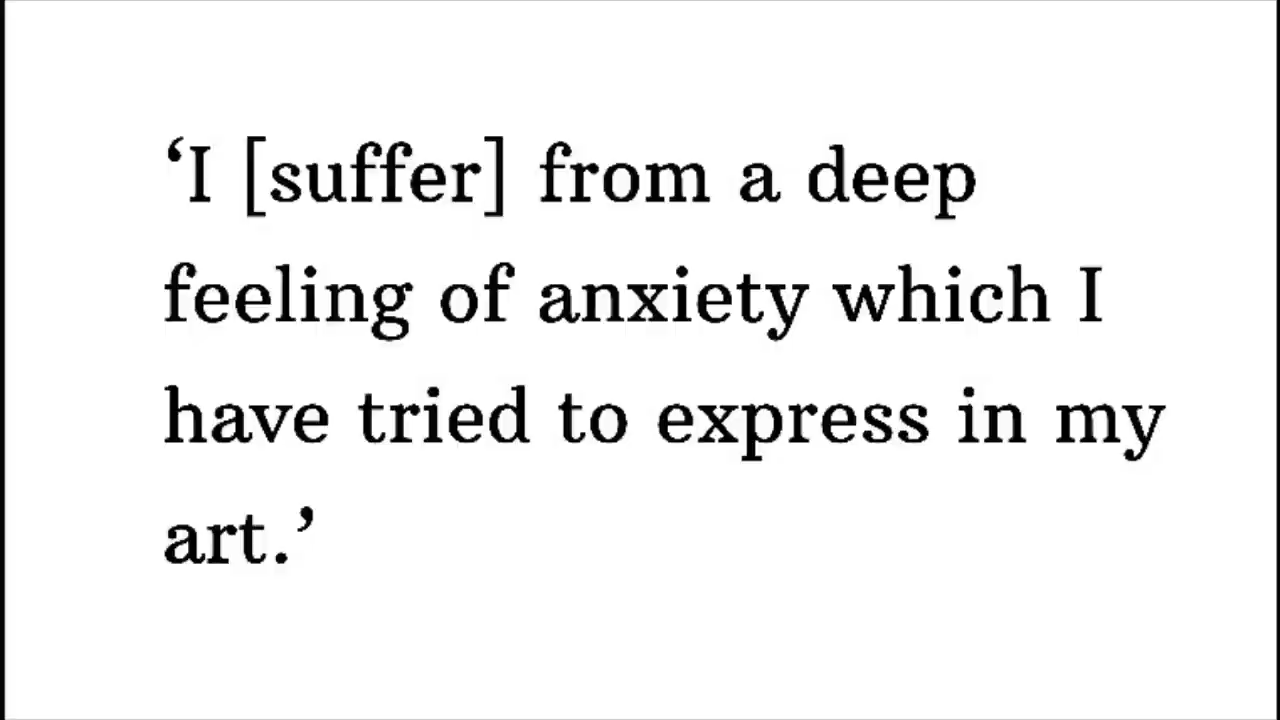 ‘I [suffer] from a deep
feeling of anxiety which I
have tried to express in my
art.’